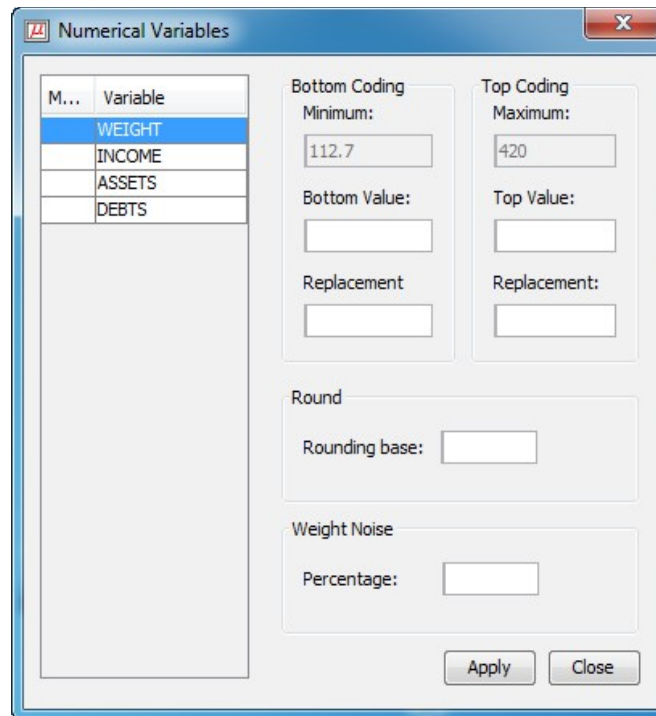 μ Numerical Variables
M... Variable
WEIGHT
INCOME
ASSETS
DEBTS
Bottom Coding
Minimum:
112.7
Bottom Value:
Replacement
Top Coding
Maximum:
420
Top Value:
Replacement:
Round
Rounding base:
Weight Noise
Percentage:
Apply Close